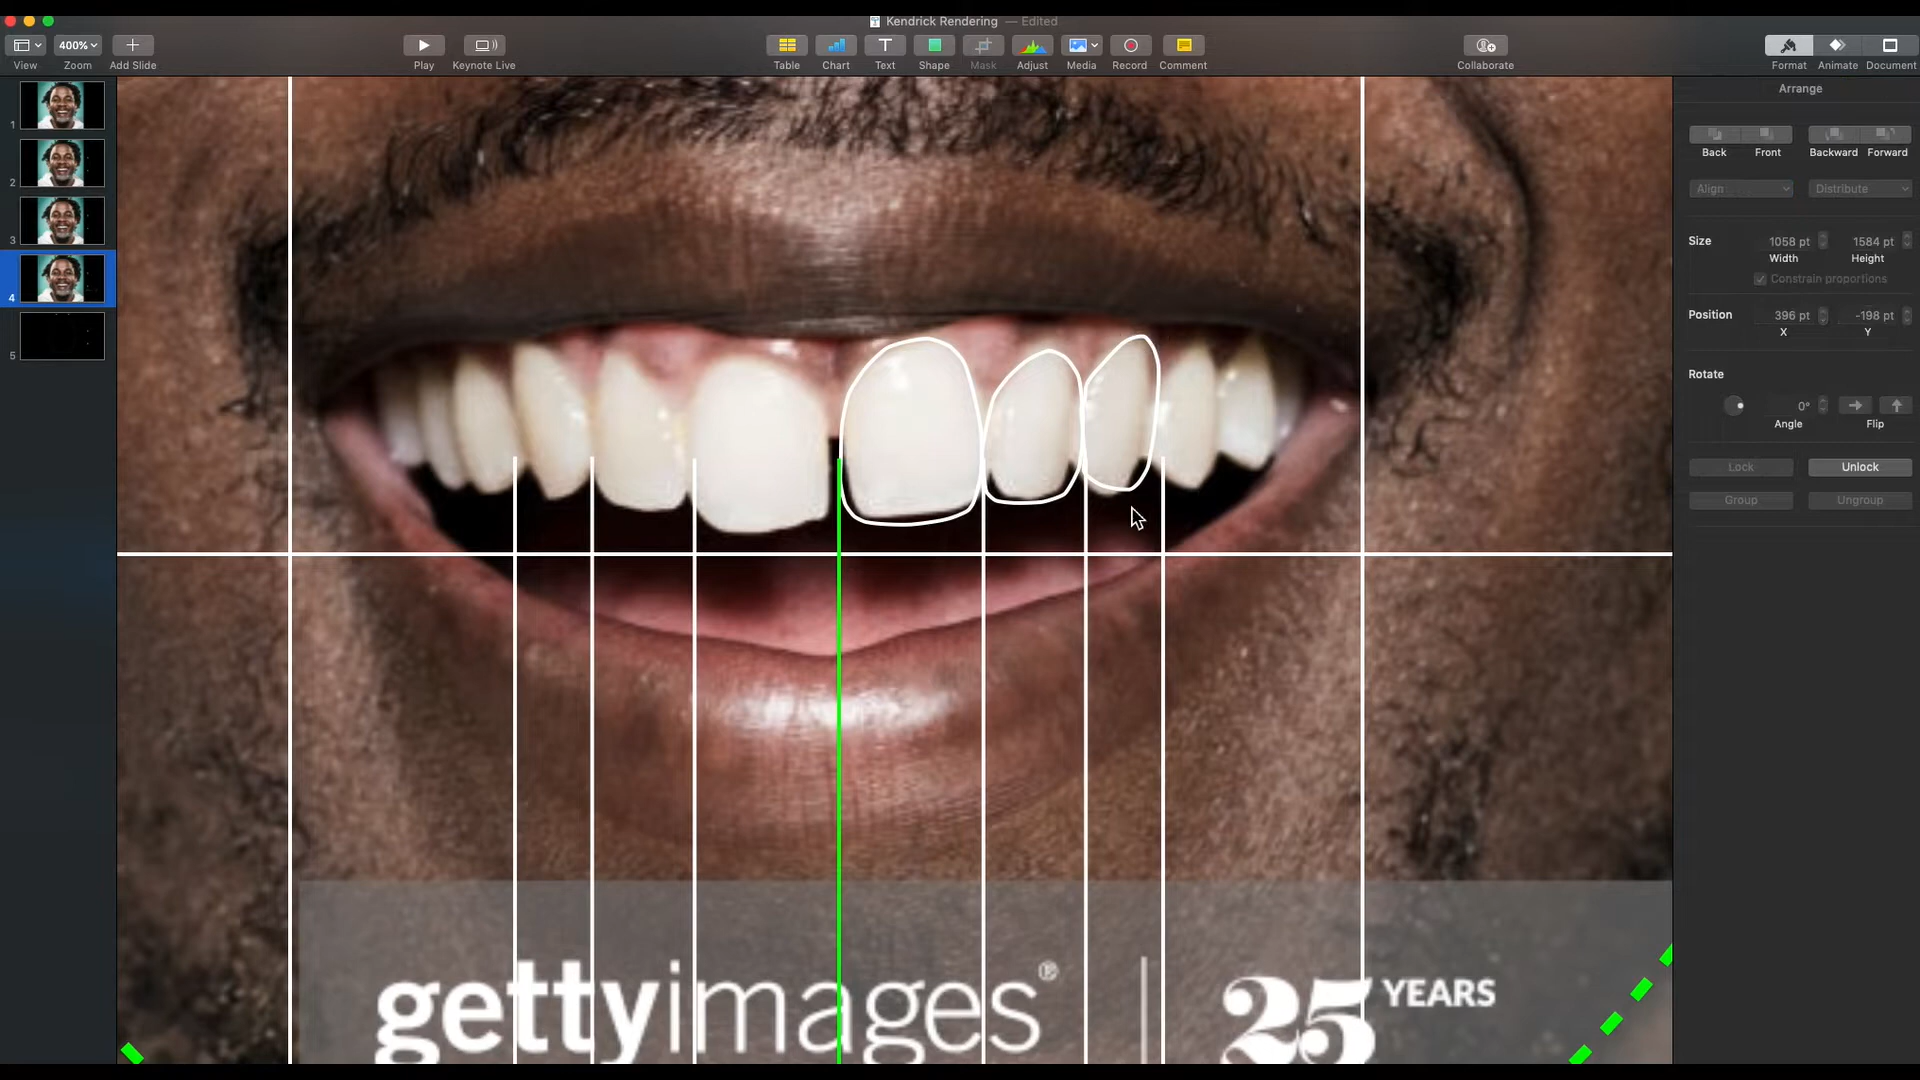 Kendrick Rendering — Edited
400%
View Zoom Add Slide Play Keynote Live Table Chart Text Shape Mask Adjust Media Record Comment Collaborate Format Animate Document
Arrange
Back Front Backward Forward
Align Distribute
Size 1058 pt 1584 pt
Width Height
Constrain proportions
Position 396 pt -198 pt
X Y
Rotate
0°
Angle Flip
Lock Unlock
Group Ungroup
1
2
3
4
5
gettyimages® | 25 YEARS